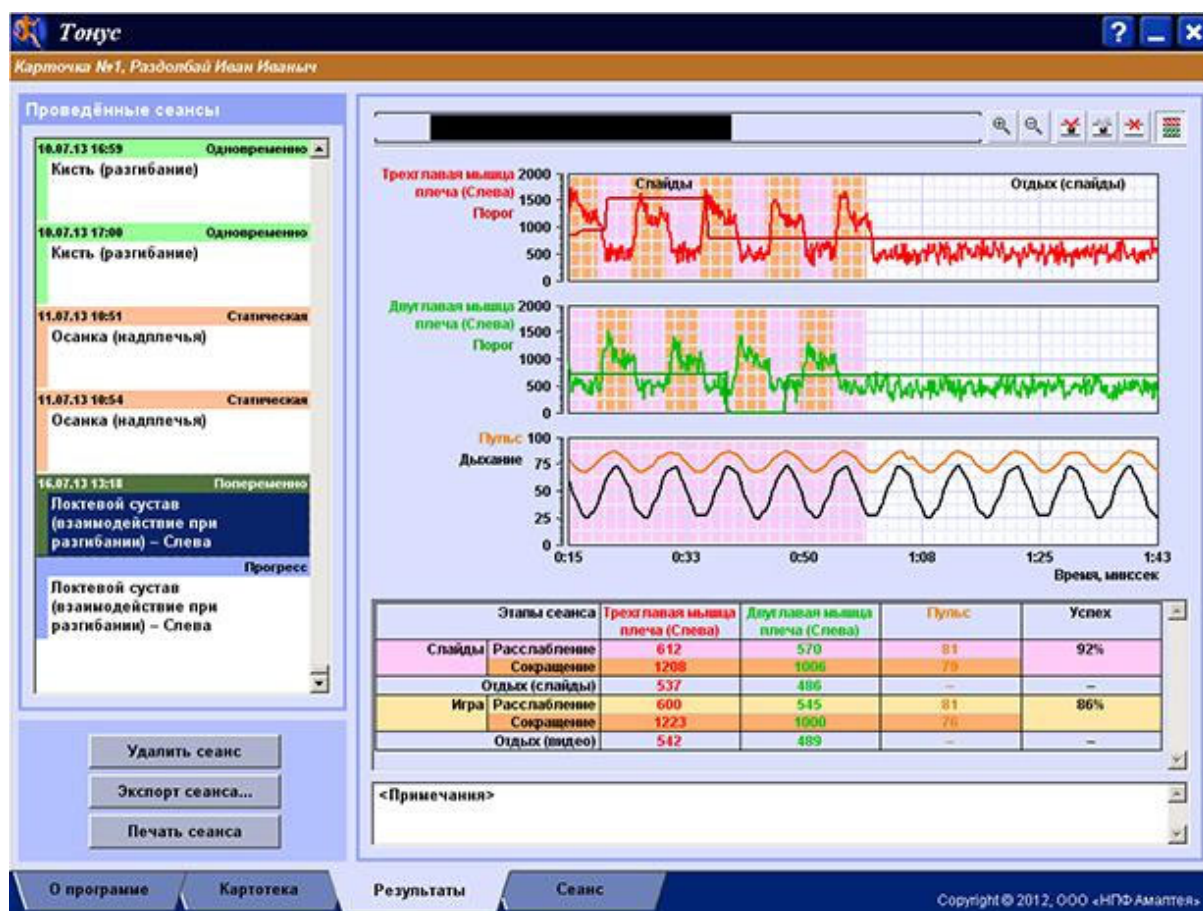 Тонус
Карточка №1, Раздолбай Иван Иваныч
Проведённые сеансы
10.07.13 16:59 Одновременно
Кисть (разгибание)
10.07.13 17:00 Одновременно
Кисть (разгибание)
11.07.13 10:51 Статическая
Осанка (надплечья)
11.07.13 10:54 Статическая
Осанка (надплечья)
16.07.13 13:18 Попеременно
Локтевой сустав
(взаимодействие при
разгибании) – Слева
Прогресс
Локтевой сустав
(взаимодействие при
разгибании) – Слева
Удалить сеанс
Экспорт сеанса...
Печать сеанса
Трехглавая мышца
плеча (Слева)
Порог
2000
1500
1000
500
0
Слайды
Отдых (слайды)
Двуглавая мышца
плеча (Слева)
Порог
2000
1500
1000
500
0
Пульс
Дыхание
100
75
50
25
0
0:15 0:33 0:50 1:08 1:25 1:43
Время, мин:сек
Этапы сеанса Трехглавая мышца плеча (Слева) Двуглавая мышца плеча (Слева) Пульс Успех
Слайды Расслабление 612 570 81 92%
Сокращение 1208 1006 79
Отдых (слайды) 537 486 – –
Игра Расслабление 600 545 81 86%
Сокращение 1223 1000 76
Отдых (видео) 542 489 – –
<Примечания>
О программе Картотека Результаты Сеанс
Copyright © 2012, ООО «НПФ Амалтея»